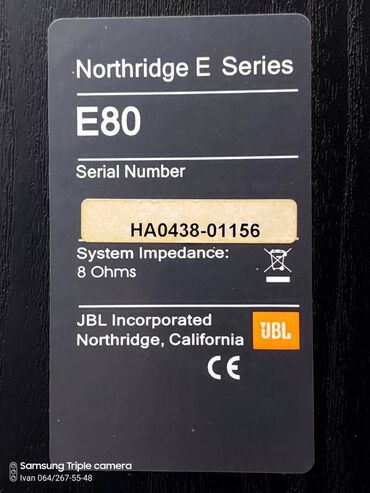 Northridge E Series
E80
Serial Number
HA0438-01156
System Impedance:
8 Ohms
JBL Incorporated
Northridge, California
JBL
CE
Samsung Triple camera
Ivan 064/267-55-48